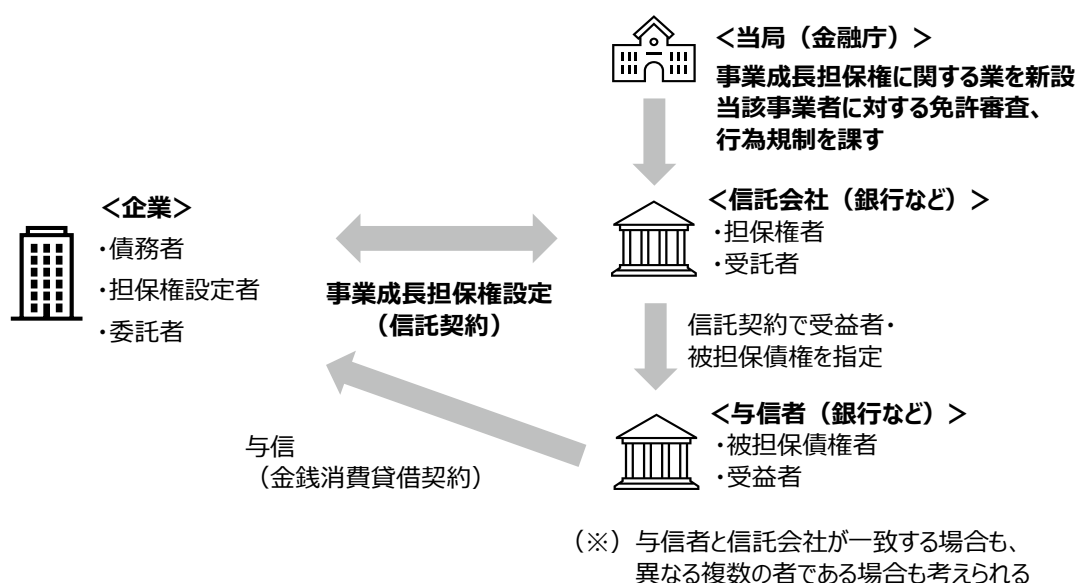 ＜当局（金融庁）＞
事業成長担保権に関する業を新設
当該事業者に対する免許審査、
行為規制を課す
＜企業＞
・債務者
・担保権設定者
・委託者
事業成長担保権設定
（信託契約）
＜信託会社（銀行など）＞
・担保権者
・受託者
信託契約で受益者・
被担保債権を指定
与信
（金銭消費貸借契約）
＜与信者（銀行など）＞
・被担保債権者
・受益者
（※）与信者と信託会社が一致する場合も、
異なる複数の者である場合も考えられる